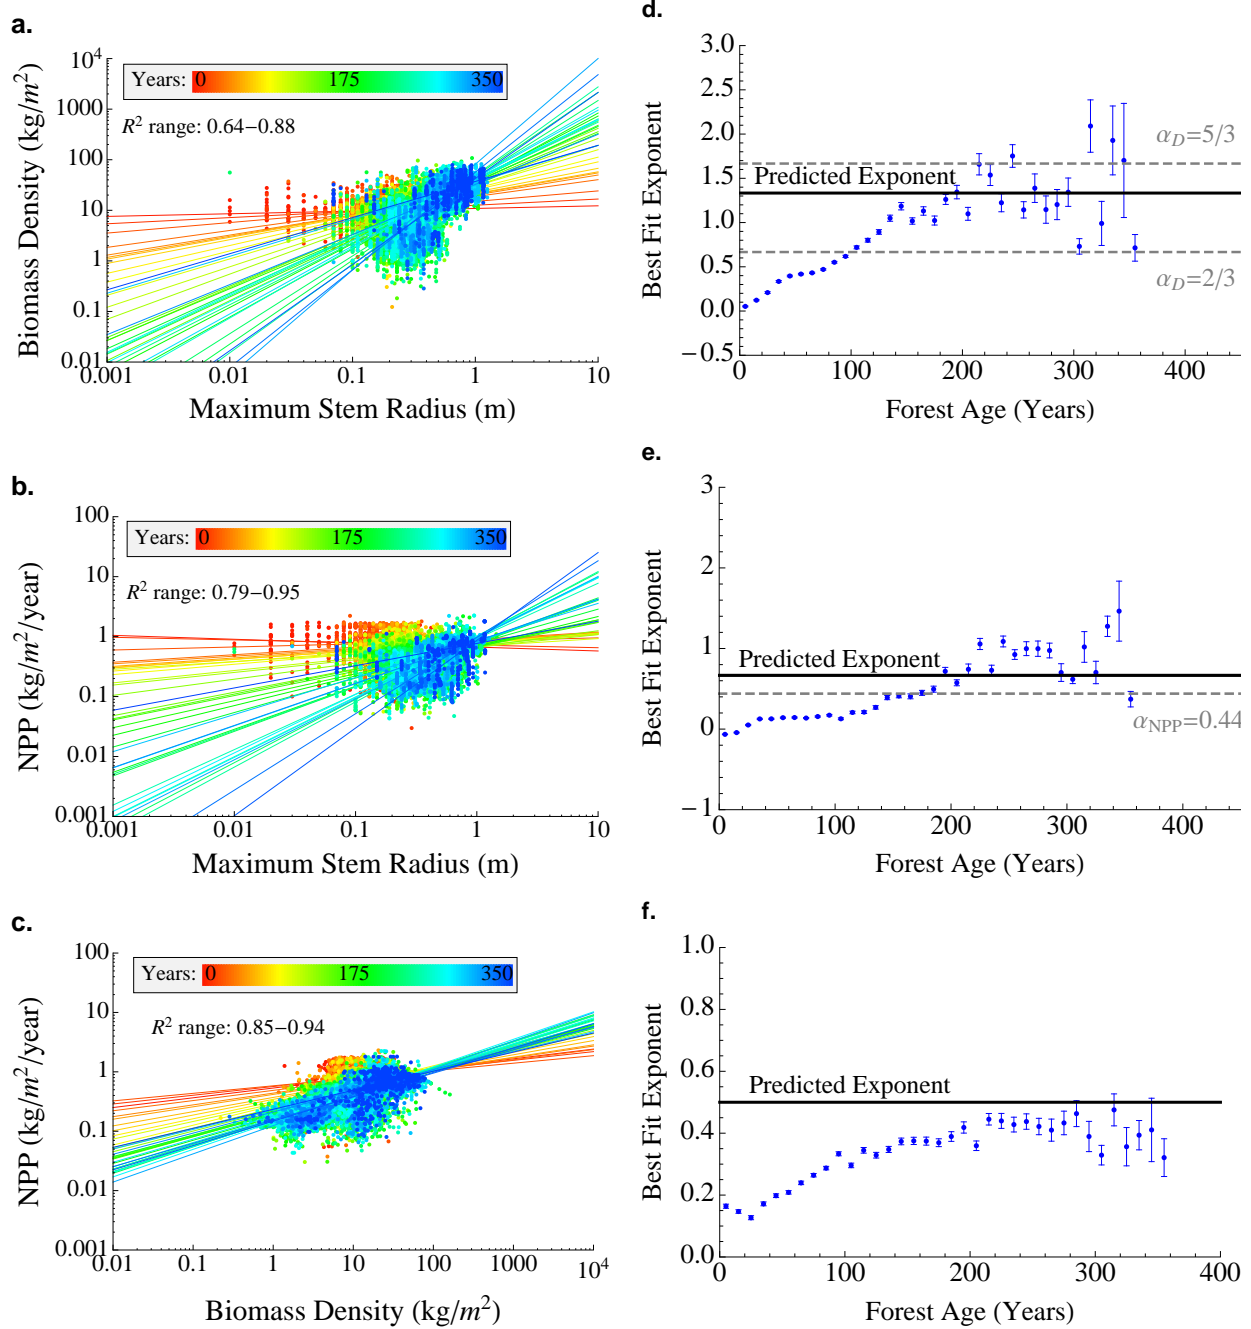 a.
10^4
1000
100
10
1
0.1
0.01
0.001
0.01
0.1
1
10
Biomass Density (kg/m^2)
Maximum Stem Radius (m)
Years: 0 175 350
R^2 range: 0.64−0.88
d.
3.0
2.5
2.0
1.5
1.0
0.5
0.0
−0.5
0
100
200
300
400
Best Fit Exponent
Forest Age (Years)
Predicted Exponent
α_D=5/3
α_D=2/3
b.
100
10
1
0.1
0.01
0.001
0.001
0.01
0.1
1
10
NPP (kg/m^2/year)
Maximum Stem Radius (m)
Years: 0 175 350
R^2 range: 0.79−0.95
e.
3
2
1
0
−1
0
100
200
300
400
Best Fit Exponent
Forest Age (Years)
Predicted Exponent
α_NPP=0.44
c.
100
10
1
0.1
0.01
0.001
0.01
0.1
1
10
100
1000
10^4
NPP (kg/m^2/year)
Biomass Density (kg/m^2)
Years: 0 175 350
R^2 range: 0.85−0.94
f.
1.0
0.8
0.6
0.4
0.2
0.0
0
100
200
300
400
Best Fit Exponent
Forest Age (Years)
Predicted Exponent